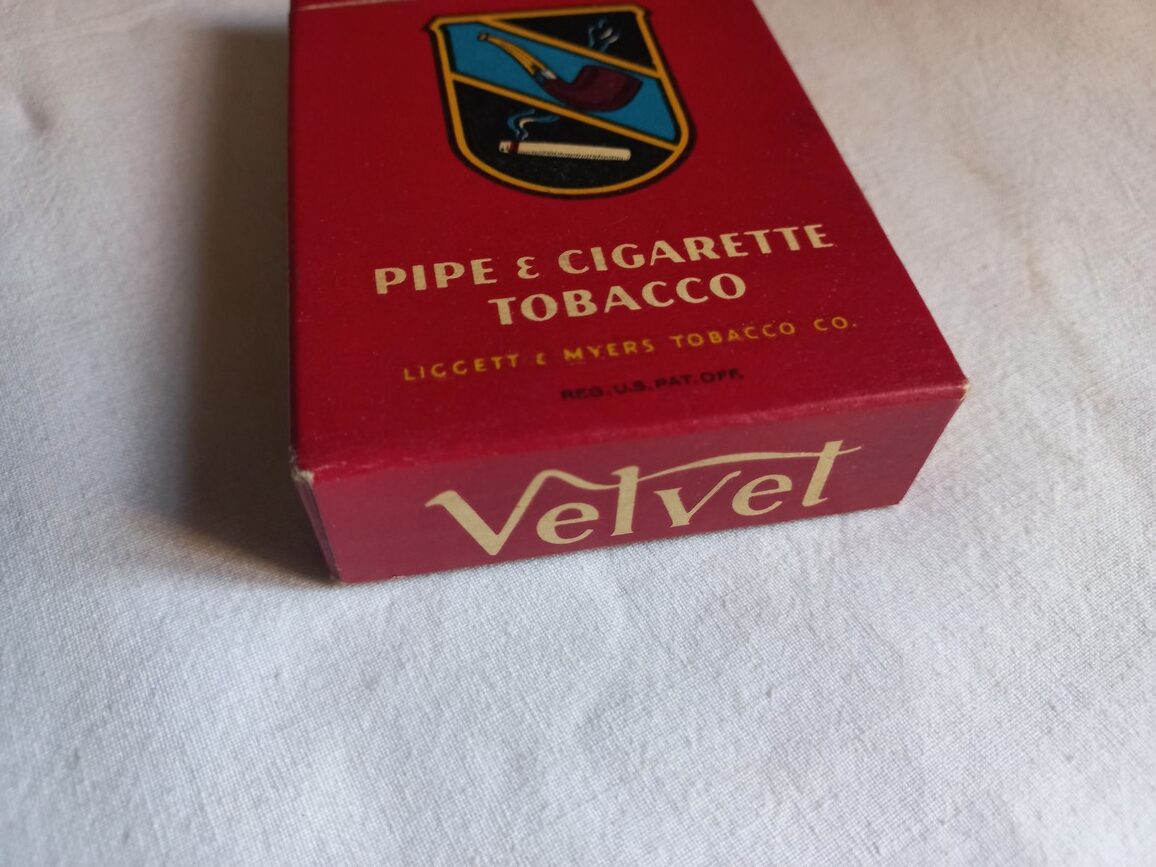 PIPE & CIGARETTE
TOBACCO
LIGGETT & MYERS TOBACCO CO.
REG. U.S. PAT. OFF.
Velvet